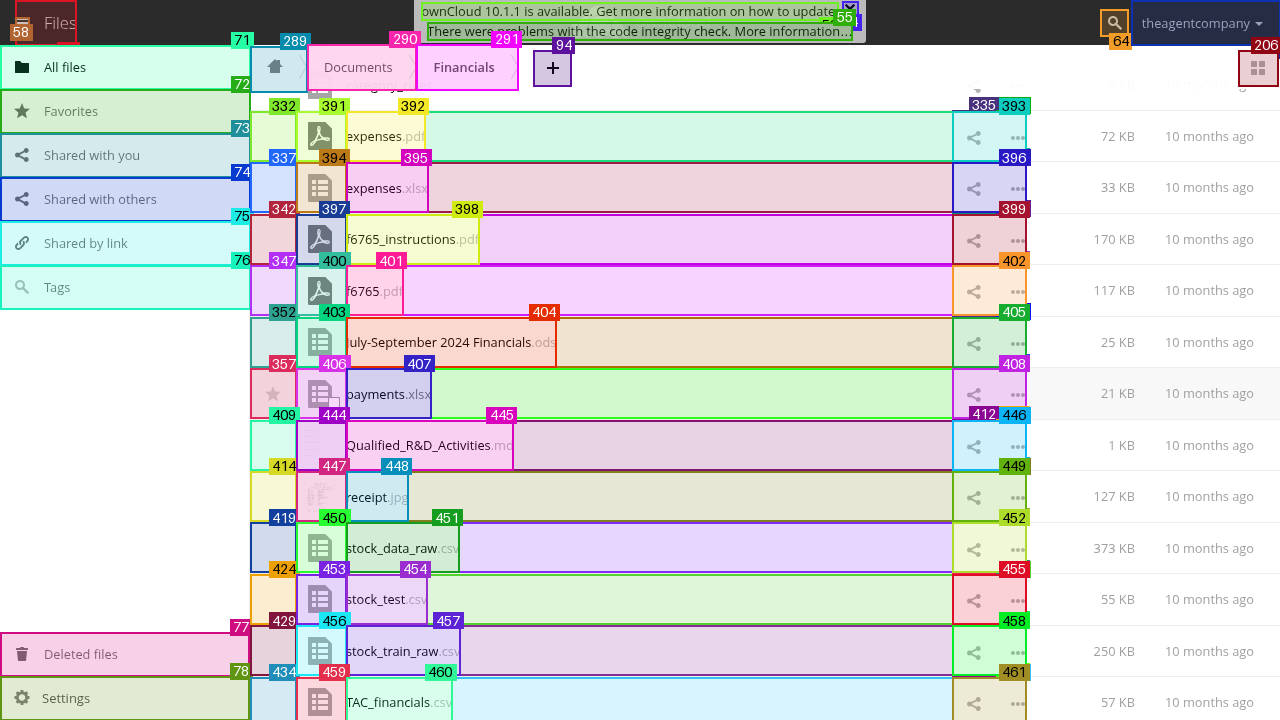 ownCloud 10.1.1 is available. Get more information on how to update
There were problems with the code integrity check. More information…
55
58
Files
64
theagentcompany
71
All files
72
Favorites
73
Shared with you
74
Shared with others
75
Shared by link
76
Tags
77
Deleted files
78
Settings
289
290
Documents
291
Financials
94
+
206
332 391 392 335 393
expenses.pdf 72 KB 10 months ago
337 394 395 396
expenses.xlsx 33 KB 10 months ago
342 397 398 399
f6765_instructions.pdf 170 KB 10 months ago
347 400 401 402
f6765.pdf 117 KB 10 months ago
352 403 404 405
July-September 2024 Financials.ods 25 KB 10 months ago
357 406 407 408
payments.xlsx 21 KB 10 months ago
409 444 445 412 446
Qualified_R&D_Activities.md 1 KB 10 months ago
414 447 448 449
receipt.jpg 127 KB 10 months ago
419 450 451 452
stock_data_raw.csv 373 KB 10 months ago
424 453 454 455
stock_test.csv 55 KB 10 months ago
429 456 457 458
stock_train_raw.csv 250 KB 10 months ago
434 459 460 461
TAC_financials.csv 57 KB 10 months ago